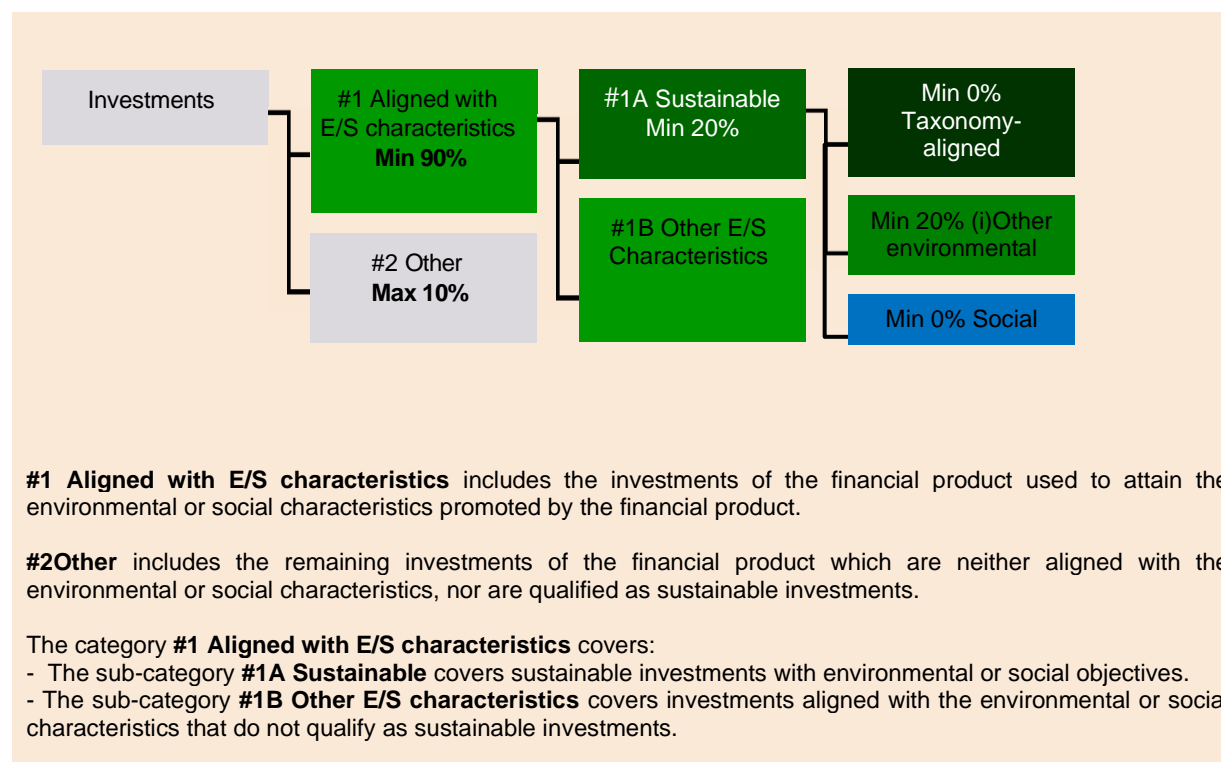 Investments
#1 Aligned with
E/S characteristics
Min 90%
#2 Other
Max 10%
#1A Sustainable
Min 20%
#1B Other E/S
Characteristics
Min 0%
Taxonomy-
aligned
Min 20% (i)Other
environmental
Min 0% Social
#1 Aligned with E/S characteristics includes the investments of the financial product used to attain the
environmental or social characteristics promoted by the financial product.
#2Other includes the remaining investments of the financial product which are neither aligned with the
environmental or social characteristics, nor are qualified as sustainable investments.
The category #1 Aligned with E/S characteristics covers:
- The sub-category #1A Sustainable covers sustainable investments with environmental or social objectives.
- The sub-category #1B Other E/S characteristics covers investments aligned with the environmental or social
characteristics that do not qualify as sustainable investments.